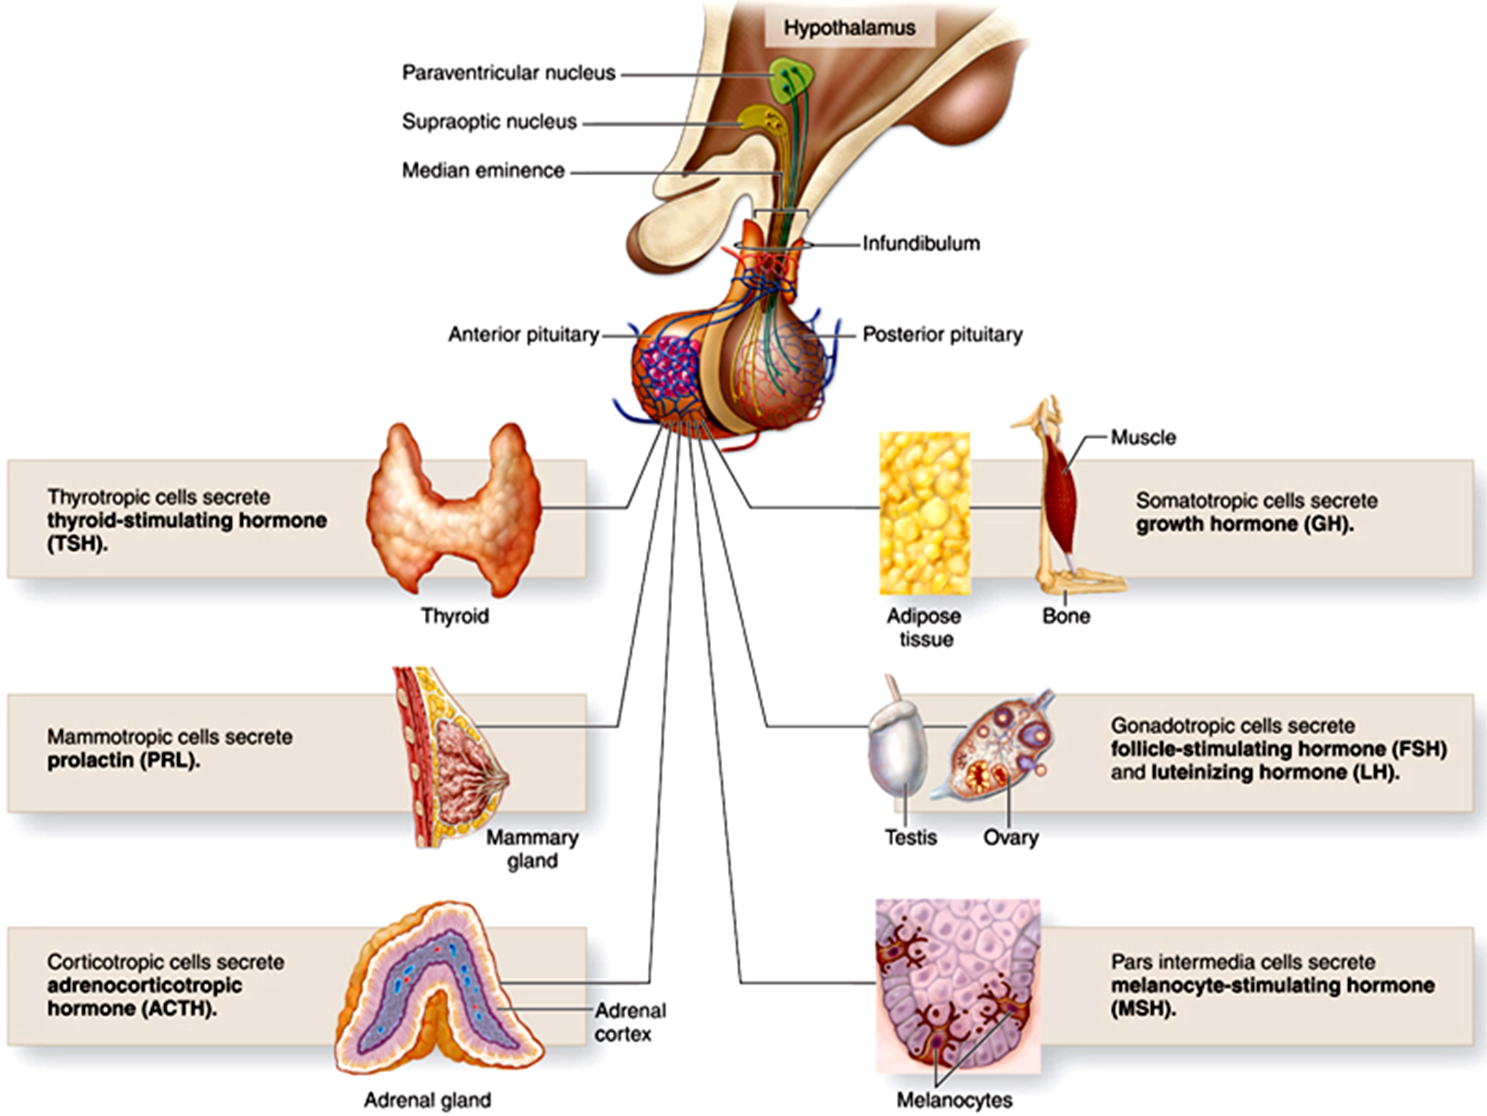 Hypothalamus
Paraventricular nucleus
Supraoptic nucleus
Median eminence
Infundibulum
Anterior pituitary
Posterior pituitary
Thyrotropic cells secrete
thyroid-stimulating hormone
(TSH).
Thyroid
Muscle
Somatotropic cells secrete
growth hormone (GH).
Adipose
tissue
Bone
Mammotropic cells secrete
prolactin (PRL).
Mammary
gland
Gonadotropic cells secrete
follicle-stimulating hormone (FSH)
and luteinizing hormone (LH).
Testis
Ovary
Corticotropic cells secrete
adrenocorticotropic
hormone (ACTH).
Adrenal
cortex
Adrenal gland
Pars intermedia cells secrete
melanocyte-stimulating hormone
(MSH).
Melanocytes